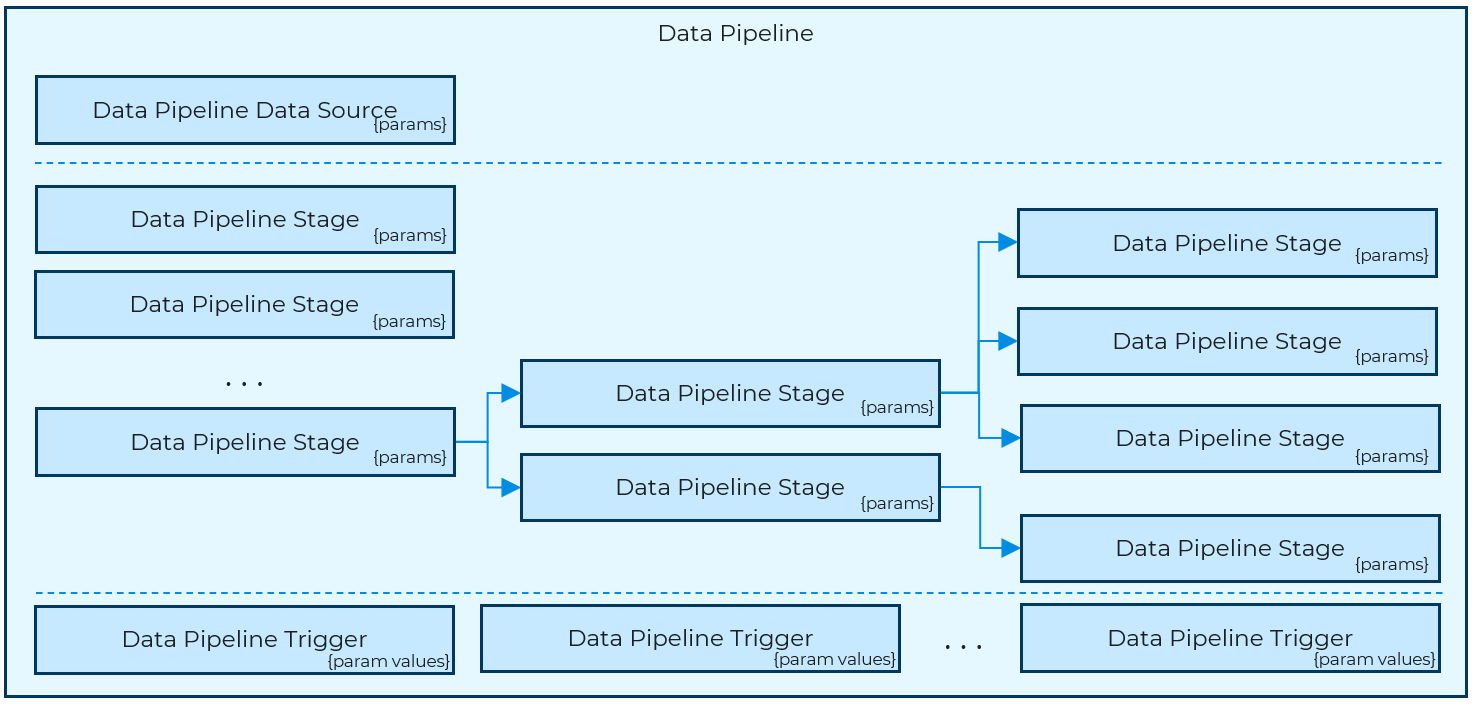 Data Pipeline
Data Pipeline Data Source
{params}
Data Pipeline Stage
{params}
Data Pipeline Stage
{params}
. . .
Data Pipeline Stage
{params}
Data Pipeline Stage
{params}
Data Pipeline Stage
{params}
Data Pipeline Stage
{params}
Data Pipeline Stage
{params}
Data Pipeline Stage
{params}
Data Pipeline Stage
{params}
Data Pipeline Trigger
{param values}
Data Pipeline Trigger
{param values}
. . .
Data Pipeline Trigger
{param values}